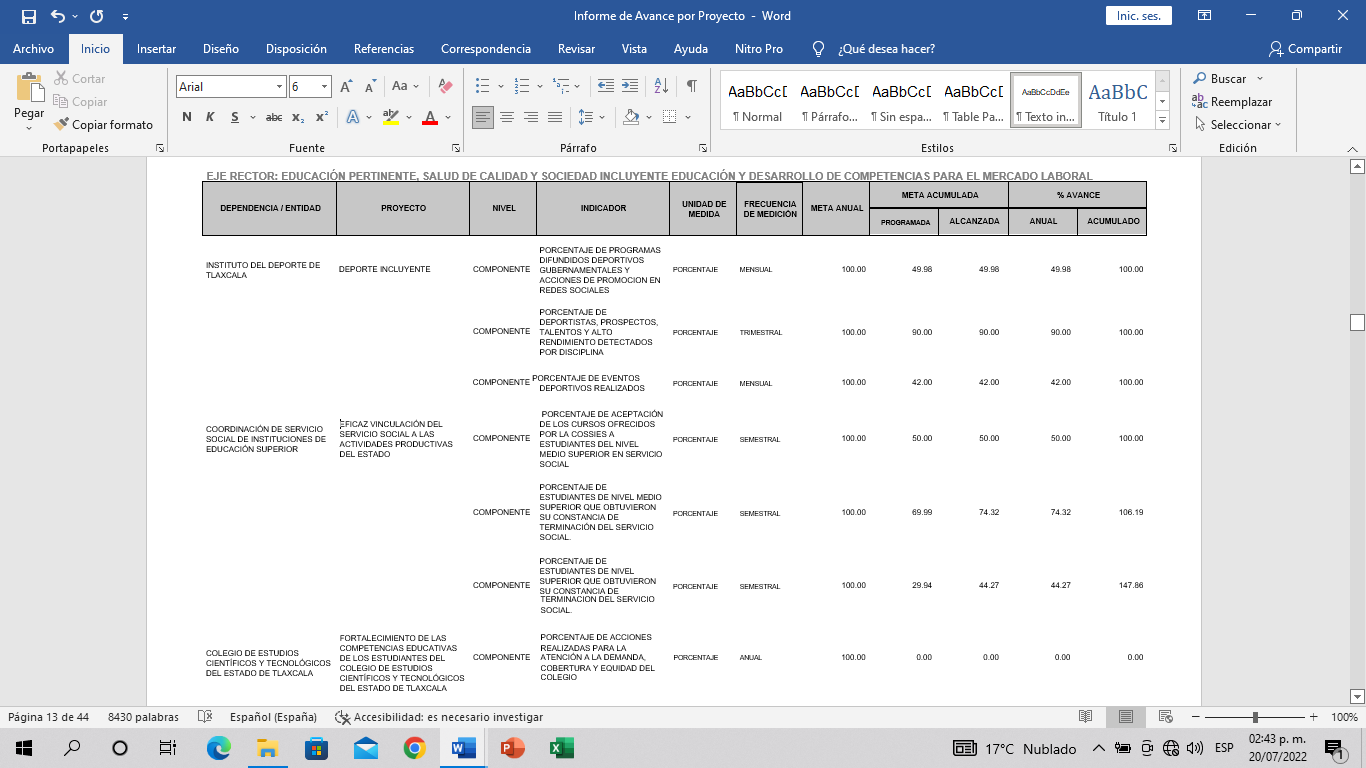 Informe de Avance por Proyecto - Word
Inic. ses.
Archivo Inicio Insertar Diseño Disposición Referencias Correspondencia Revisar Vista Ayuda Nitro Pro ¿Qué desea hacer? Compartir
Pegar
Cortar
Copiar
Copiar formato
Portapapeles
Arial 6
N K S abc x₂ x²
Aa
Fuente
Párrafo
AaBbCcD AaBbCcD AaBbCcD AaBbCcD AaBbCcDdEe AaBbC
¶ Normal ¶ Párrafo... ¶ Sin espa... ¶ Table Pa... ¶ Texto in... ¶ Título 1
Estilos
Buscar
Reemplazar
Seleccionar
Edición
EJE RECTOR: EDUCACIÓN PERTINENTE, SALUD DE CALIDAD Y SOCIEDAD INCLUYENTE EDUCACIÓN Y DESARROLLO DE COMPETENCIAS PARA EL MERCADO LABORAL
DEPENDENCIA / ENTIDAD
PROYECTO
NIVEL
INDICADOR
UNIDAD DE
MEDIDA
FRECUENCIA
DE MEDICIÓN
META ANUAL
META ACUMULADA
% AVANCE
PROGRAMADA
ALCANZADA
ANUAL
ACUMULADO
INSTITUTO DEL DEPORTE DE
TLAXCALA
DEPORTE INCLUYENTE
COMPONENTE
PORCENTAJE DE PROGRAMAS
DIFUNDIDOS DEPORTIVOS
GUBERNAMENTALES Y
ACCIONES DE PROMOCION EN
REDES SOCIALES
PORCENTAJE MENSUAL 100.00 49.98 49.98 49.98 100.00
COMPONENTE
PORCENTAJE DE
DEPORTISTAS, PROSPECTOS,
TALENTOS Y ALTO
RENDIMIENTO DETECTADOS
POR DISCIPLINA
PORCENTAJE TRIMESTRAL 100.00 90.00 90.00 90.00 100.00
COMPONENTE
PORCENTAJE DE EVENTOS
DEPORTIVOS REALIZADOS
PORCENTAJE MENSUAL 100.00 42.00 42.00 42.00 100.00
COORDINACIÓN DE SERVICIO
SOCIAL DE INSTITUCIONES DE
EDUCACIÓN SUPERIOR
EFICAZ VINCULACIÓN DEL
SERVICIO SOCIAL A LAS
ACTIVIDADES PRODUCTIVAS
DEL ESTADO
COMPONENTE
PORCENTAJE DE ACEPTACIÓN
DE LOS CURSOS OFRECIDOS
POR LA COSSIES A
ESTUDIANTES DEL NIVEL
MEDIO SUPERIOR EN SERVICIO
SOCIAL
PORCENTAJE SEMESTRAL 100.00 50.00 50.00 50.00 100.00
COMPONENTE
PORCENTAJE DE
ESTUDIANTES DE NIVEL MEDIO
SUPERIOR QUE OBTUVIERON
SU CONSTANCIA DE
TERMINACIÓN DEL SERVICIO
SOCIAL.
PORCENTAJE SEMESTRAL 100.00 69.99 74.32 74.32 106.19
COMPONENTE
PORCENTAJE DE
ESTUDIANTES DE NIVEL
SUPERIOR QUE OBTUVIERON
SU CONSTANCIA DE
TERMINACION DEL SERVICIO
SOCIAL.
PORCENTAJE SEMESTRAL 100.00 29.94 44.27 44.27 147.86
COLEGIO DE ESTUDIOS
CIENTÍFICOS Y TECNOLÓGICOS
DEL ESTADO DE TLAXCALA
FORTALECIMIENTO DE LAS
COMPETENCIAS EDUCATIVAS
DE LOS ESTUDIANTES DEL
COLEGIO DE ESTUDIOS
CIENTÍFICOS Y TECNOLÓGICOS
DEL ESTADO DE TLAXCALA
COMPONENTE
PORCENTAJE DE ACCIONES
REALIZADAS PARA LA
ATENCIÓN A LA DEMANDA,
COBERTURA Y EQUIDAD DEL
COLEGIO
PORCENTAJE ANUAL 100.00 0.00 0.00 0.00 0.00
Página 13 de 44 8430 palabras Español (España) Accesibilidad: es necesario investigar 100%
17°C Nublado ESP 02:43 p. m.
20/07/2022
1